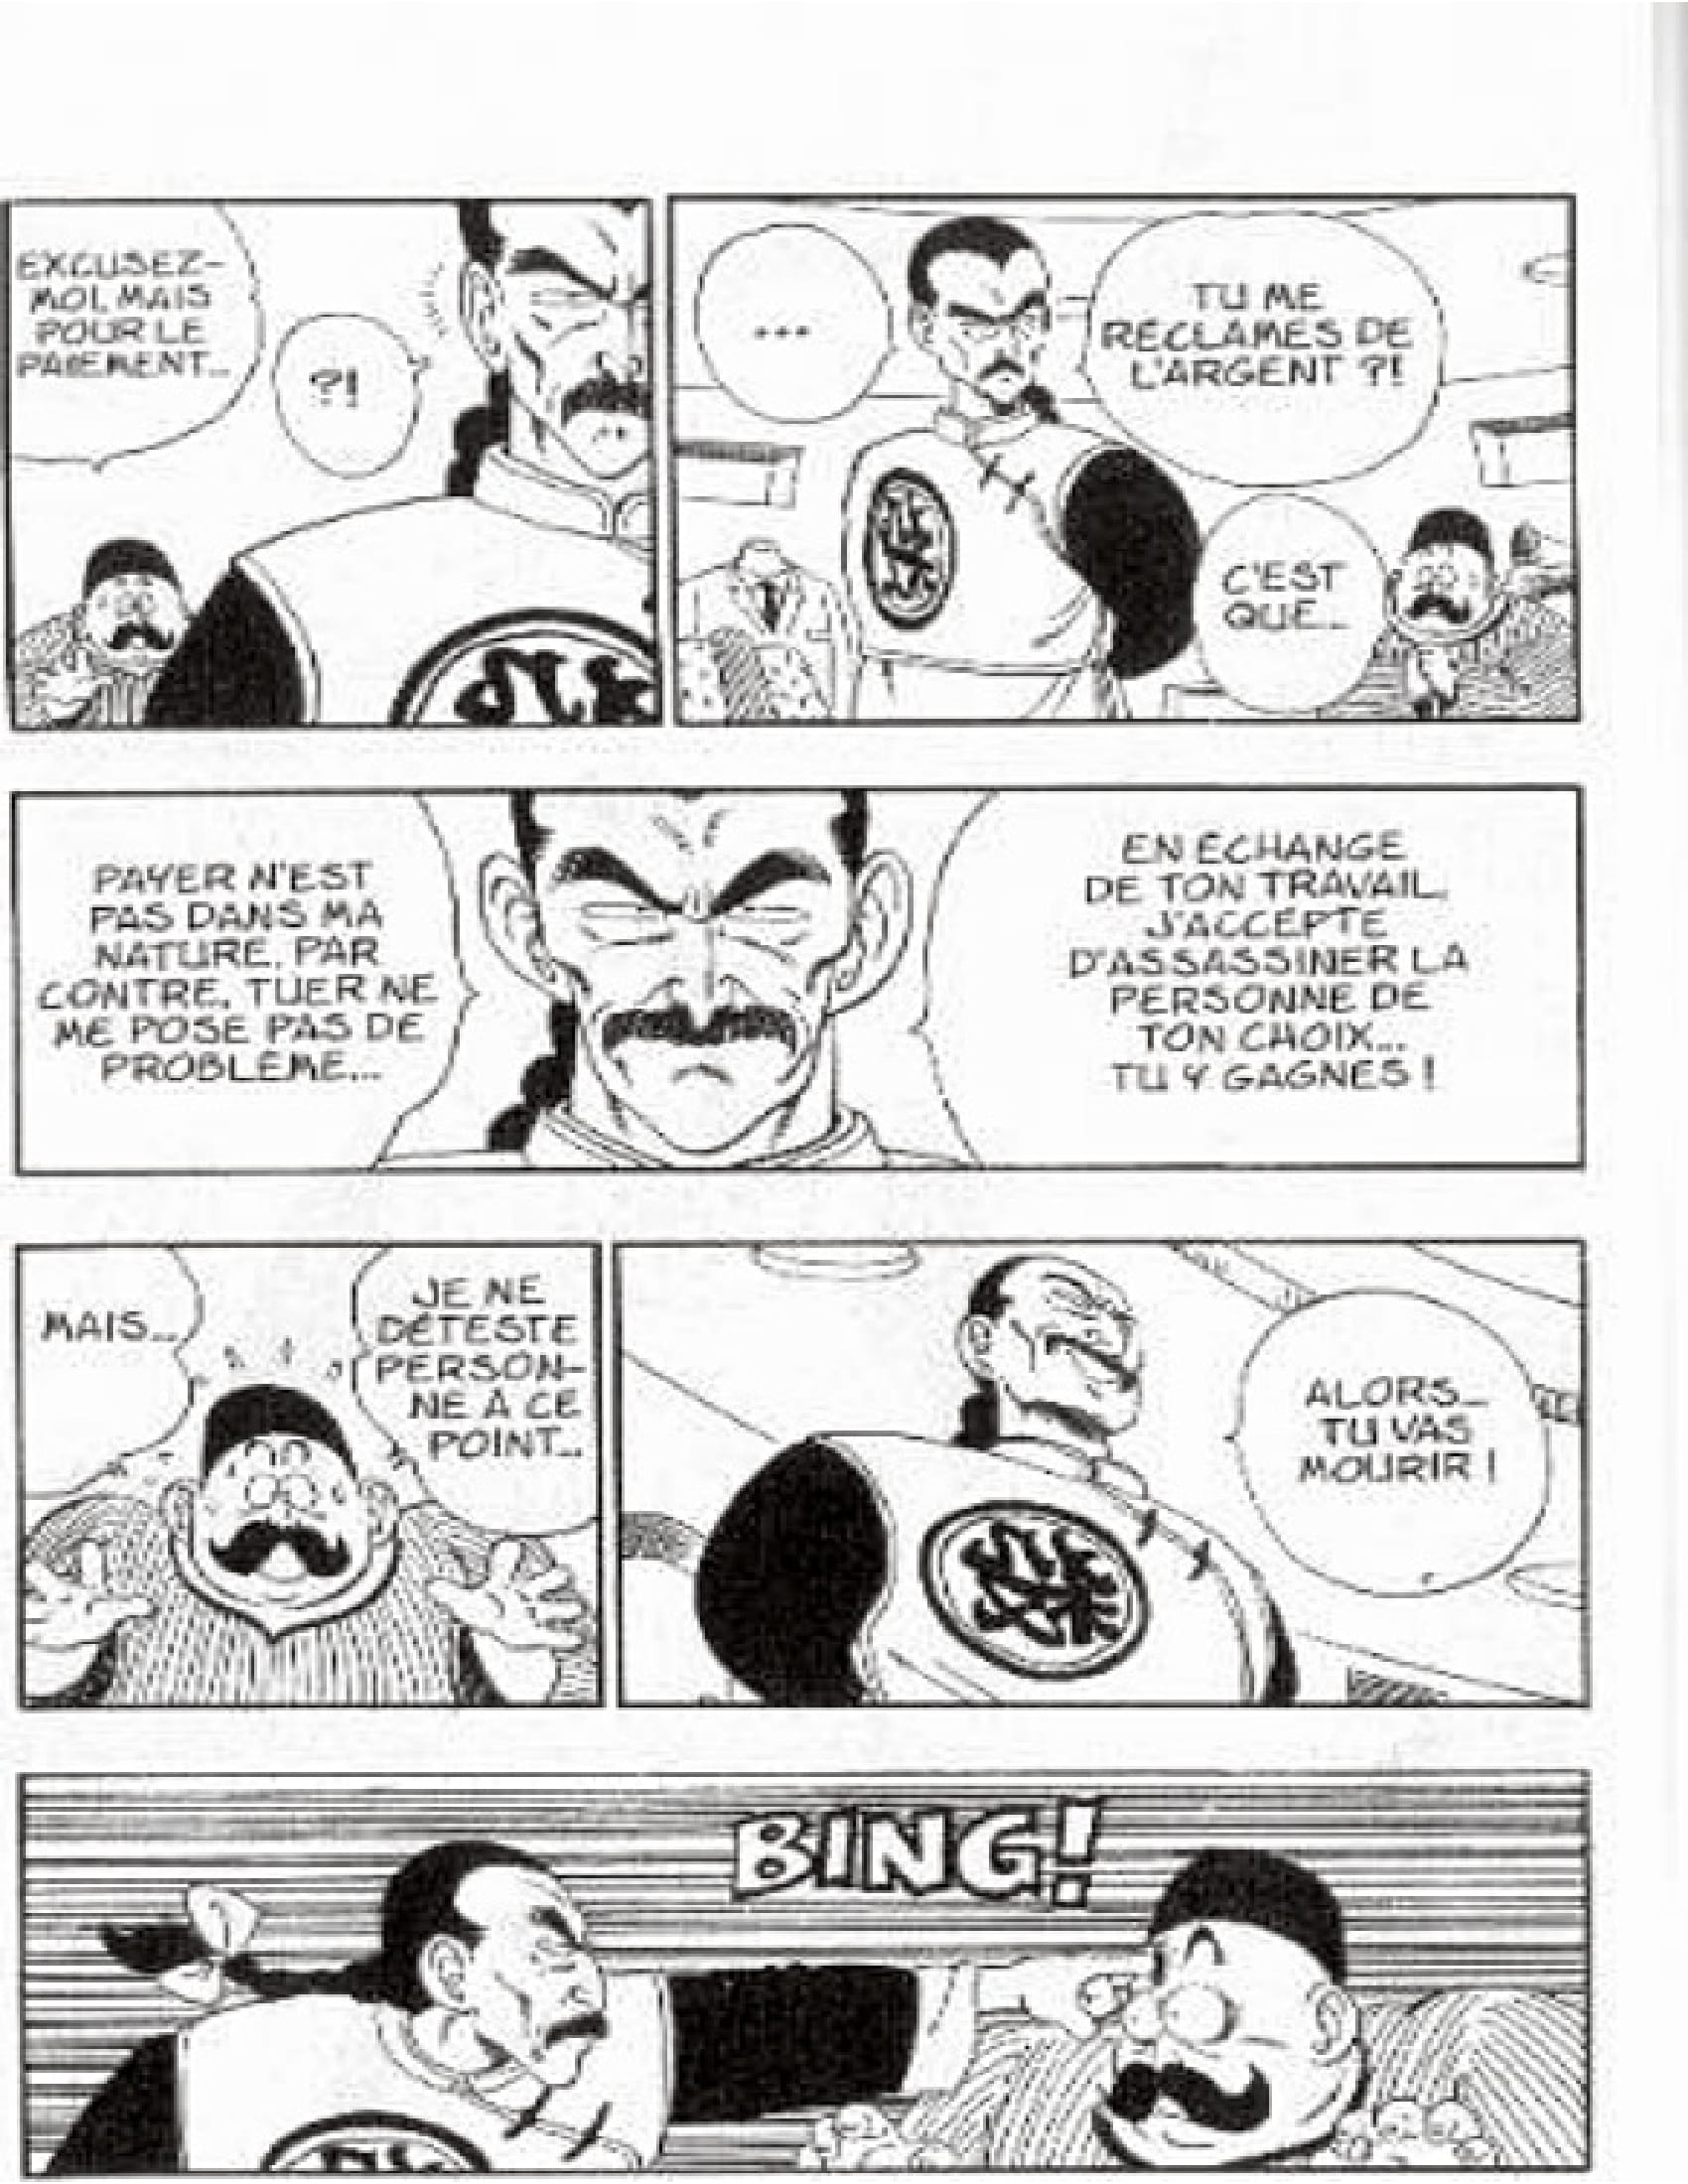 EXCUSEZ-
MOI, MAIS
POUR LE
PAIEMENT...
?!
...
TU ME
RÉCLAMES DE
L'ARGENT ?!
C'EST
QUE...
PAYER N'EST
PAS DANS MA
NATURE. PAR
CONTRE, TUER NE
ME POSE PAS DE
PROBLÈME...
EN ÉCHANGE
DE TON TRAVAIL,
J'ACCEPTE
D'ASSASSINER LA
PERSONNE DE
TON CHOIX...
TU Y GAGNES !
MAIS...
JE NE
DÉTESTE
PERSON-
NE À CE
POINT...
ALORS...
TU VAS
MOURIR !
BING!